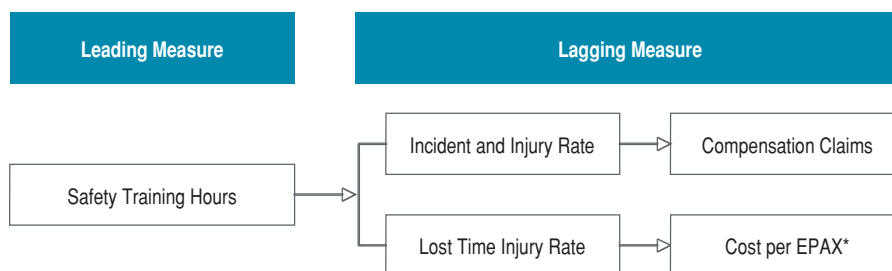 Leading Measure
Lagging Measure
Incident and Injury Rate
Compensation Claims
Safety Training Hours
Lost Time Injury Rate
Cost per EPAX*